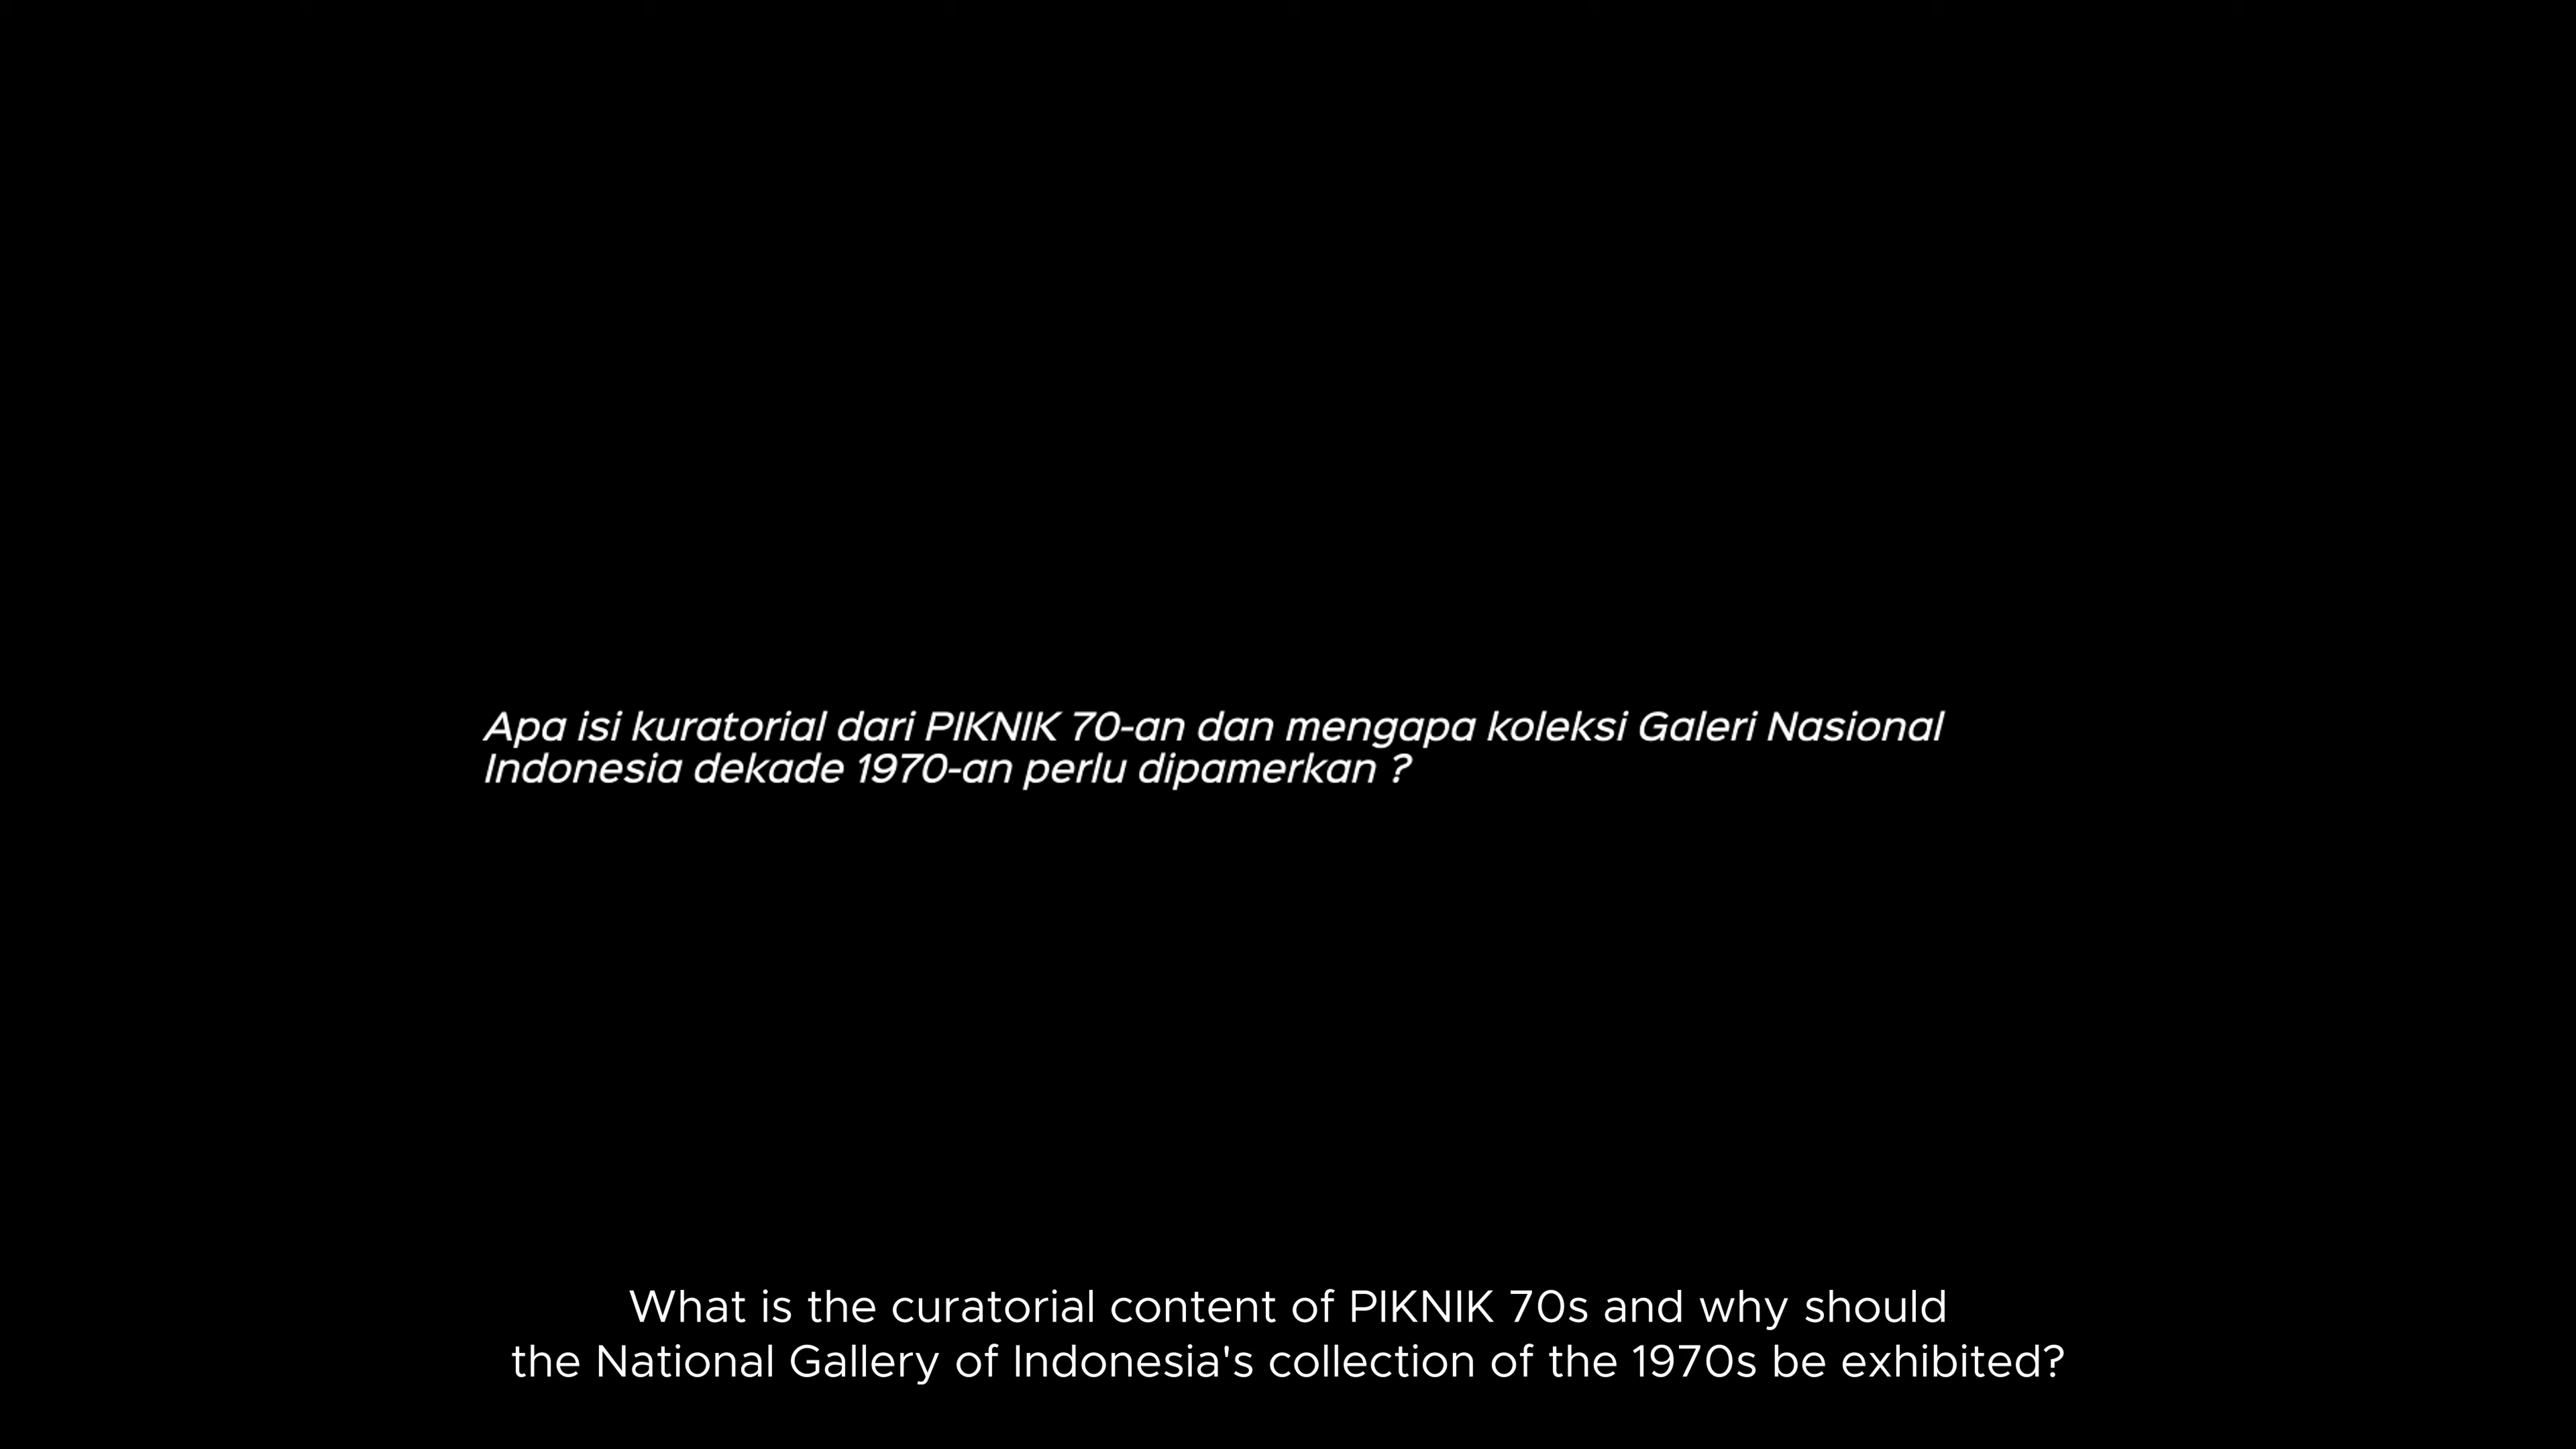 Apa isi kuratorial dari PIKNIK 70-an dan mengapa koleksi Galeri Nasional
Indonesia dekade 1970-an perlu dipamerkan ?
What is the curatorial content of PIKNIK 70s and why should
the National Gallery of Indonesia's collection of the 1970s be exhibited?